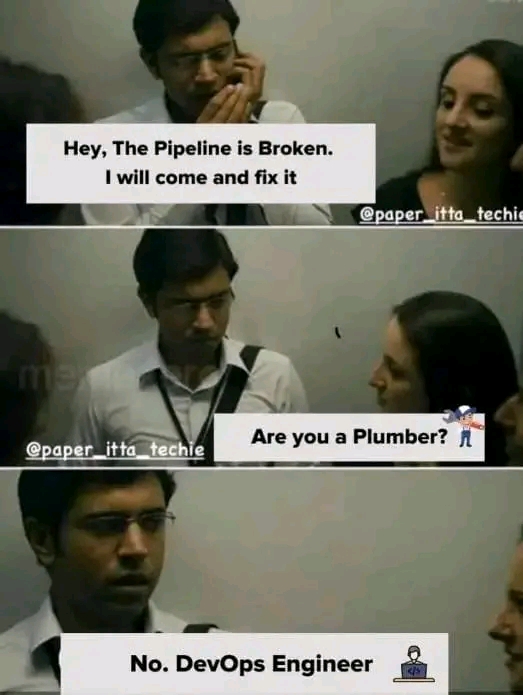 Hey, The Pipeline is Broken.
I will come and fix it
@paper_itta_techie
Are you a Plumber?
@paper_itta_techie
No. DevOps Engineer